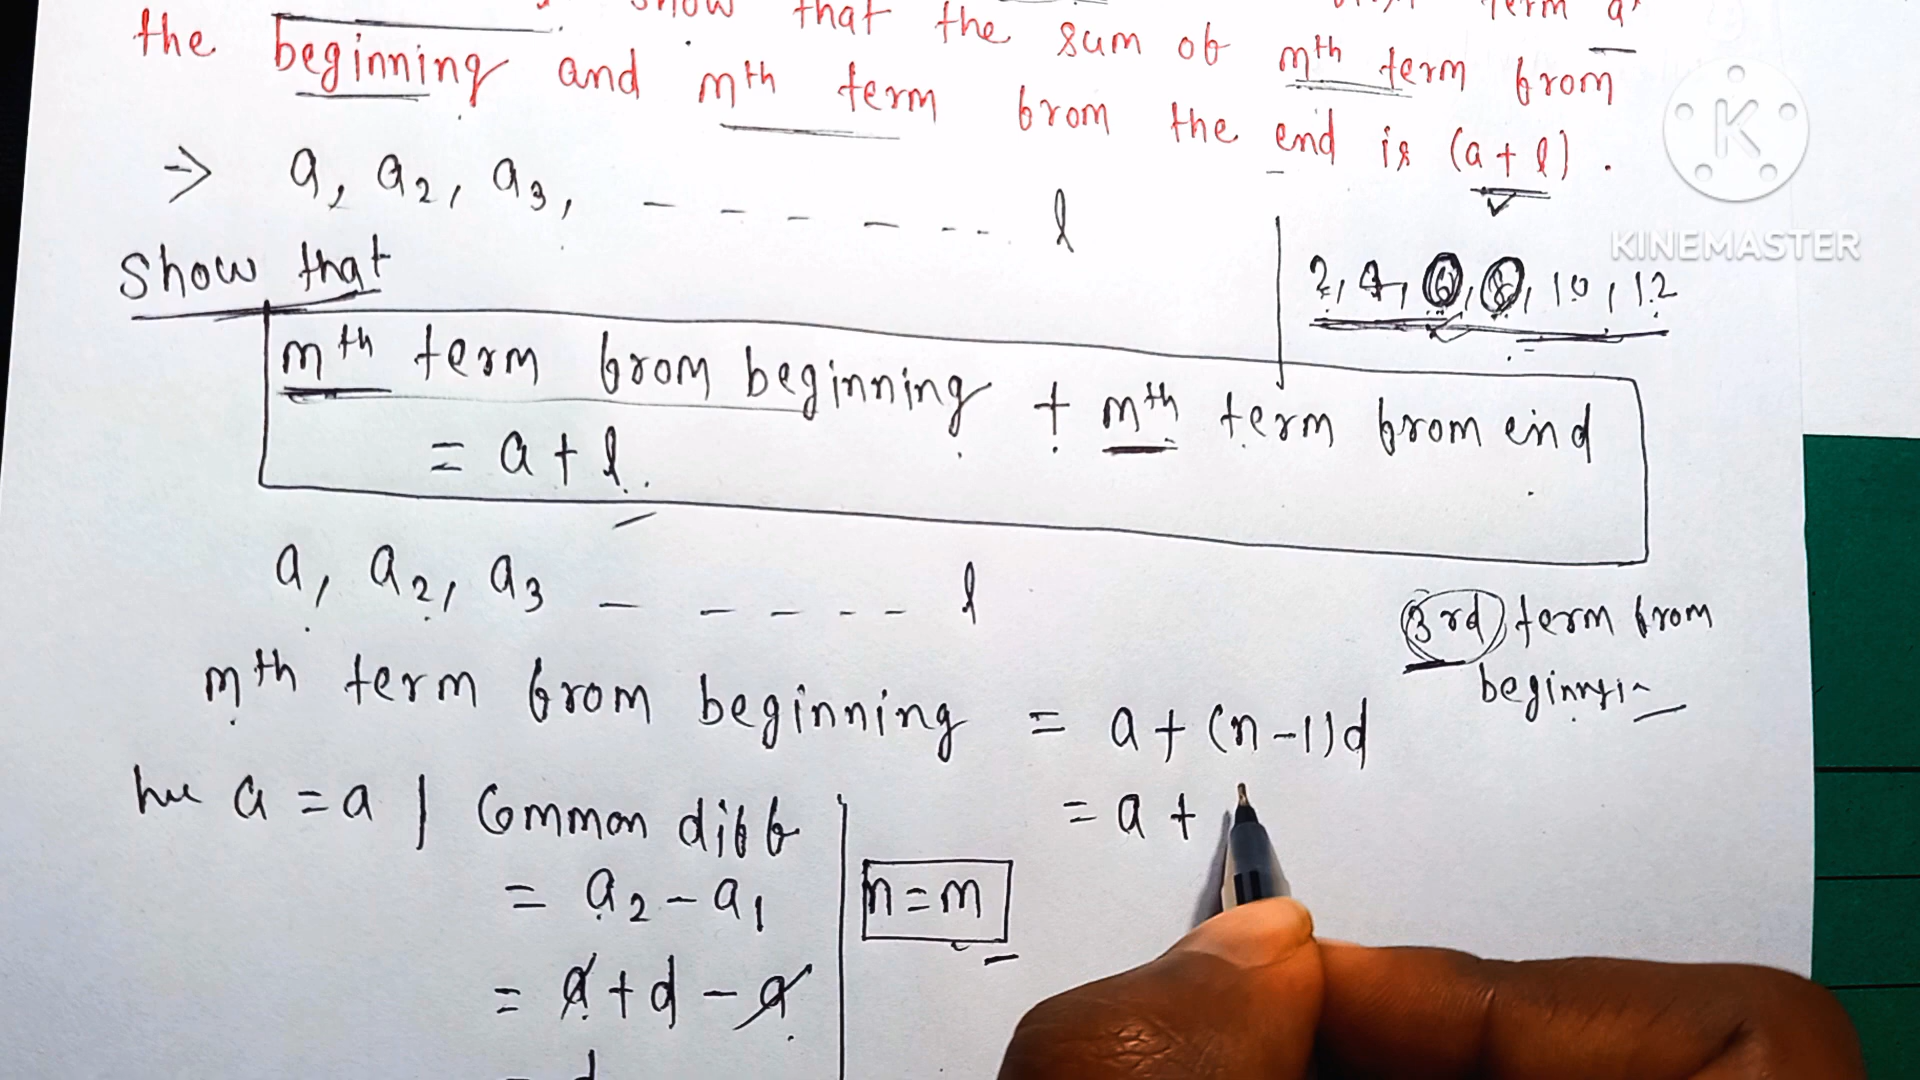 show that the sum of mth term from
the beginning and mth term from the end is (a + l).
⇒ a, a2, a3, - - - - - - - l
KINEMASTER
Show that
2, 4, 6, 8, 10, 12
mth term from beginning + mth term from end
= a + l.
a, a2, a3 - - - - - l
3rd term from
beginning
mth term from beginning = a + (n - 1)d
a = a | Common diff
= a +
= a2 - a1
n = m
= a + d - a